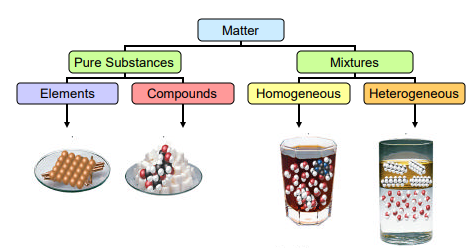 Matter
Pure Substances
Mixtures
Elements
Compounds
Homogeneous
Heterogeneous